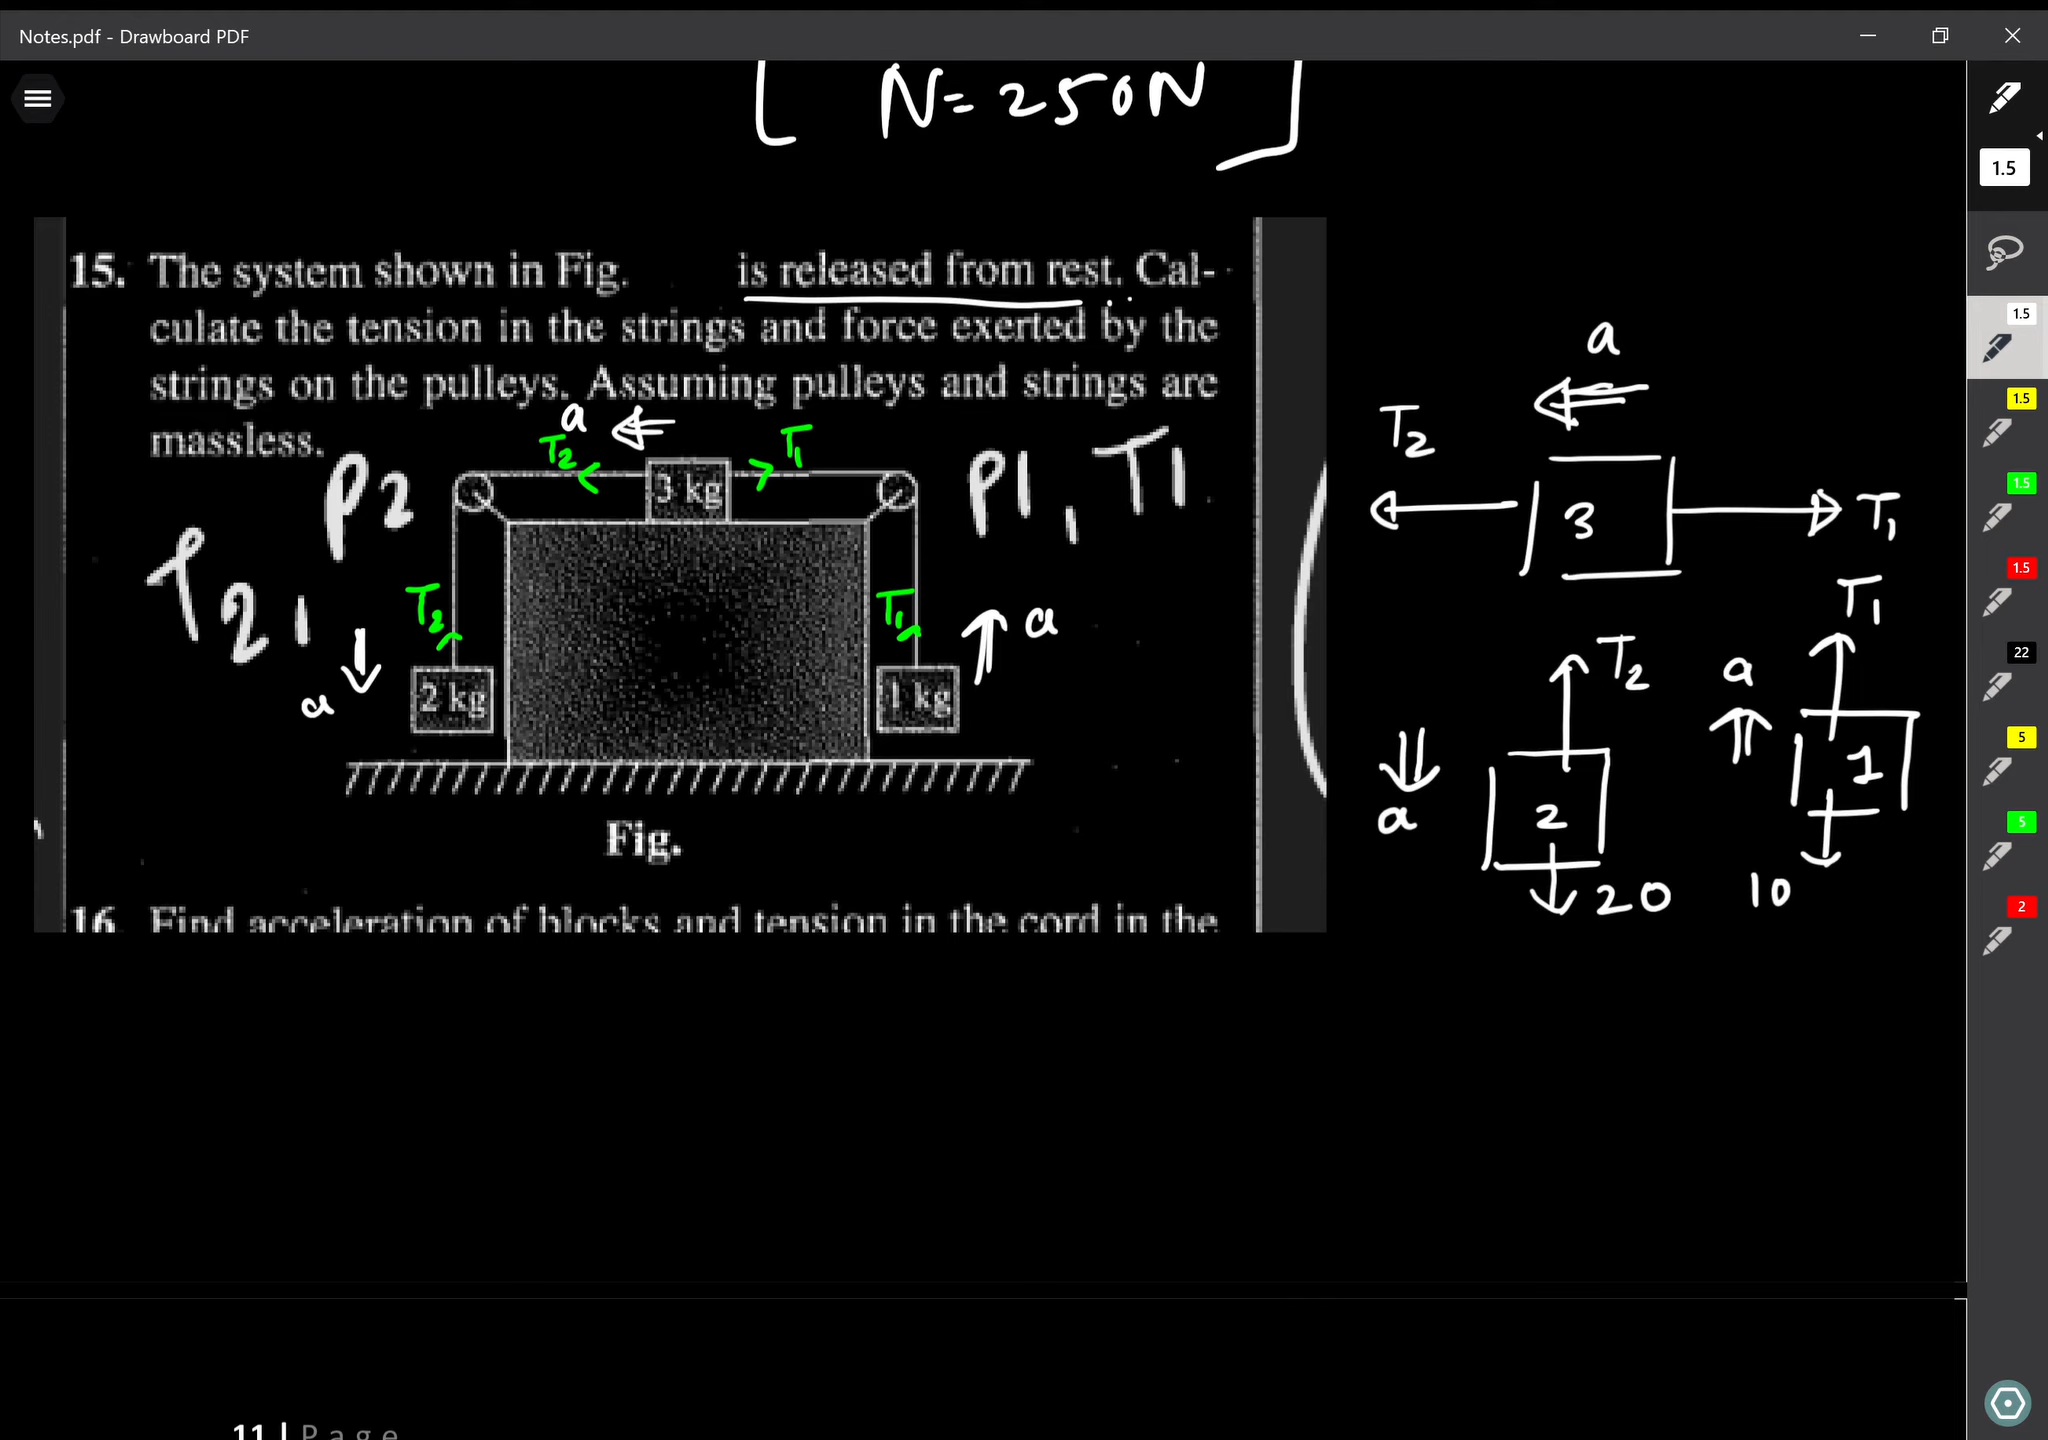 Notes.pdf - Drawboard PDF
[ N = 250N ]
1.5
15. The system shown in Fig. is released from rest. Cal-
culate the tension in the strings and force exerted by the
strings on the pulleys. Assuming pulleys and strings are
massless.
a
T2
T1
P2
3 kg
P1, T1
T2,
T2
T1
a
a
2 kg
1 kg
Fig.
16. Find acceleration of blocks and tension in the cord in the
a
T2
3
T1
T2
a
T1
a
2
1
20
10
1.5
1.5
1.5
1.5
22
5
5
2
11 | Page